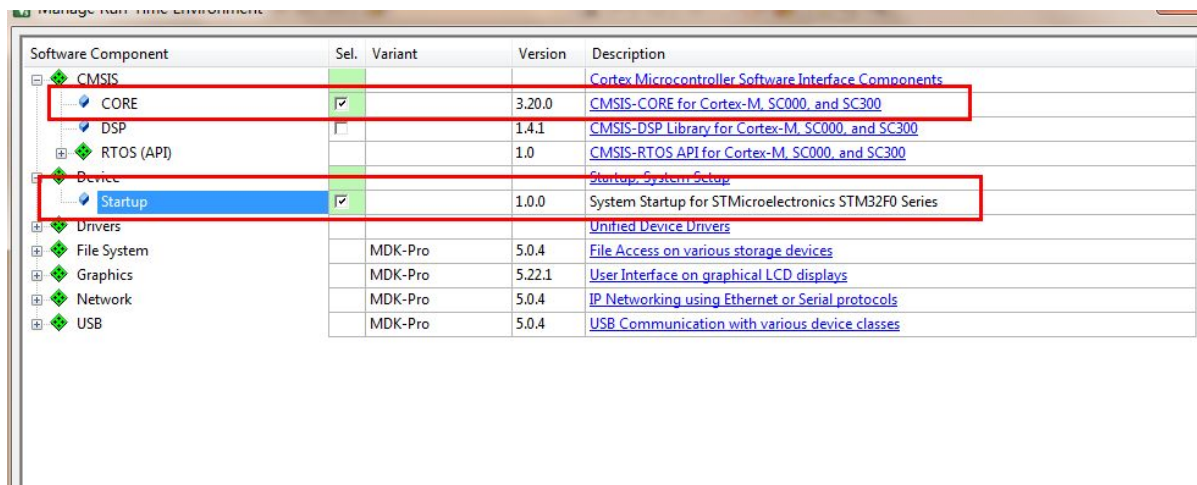 Manage Run-Time Environment
Software Component Sel. Variant Version Description
CMSIS Cortex Microcontroller Software Interface Components
CORE 3.20.0 CMSIS-CORE for Cortex-M, SC000, and SC300
DSP 1.4.1 CMSIS-DSP Library for Cortex-M, SC000, and SC300
RTOS (API) 1.0 CMSIS-RTOS API for Cortex-M, SC000, and SC300
Device Startup, System Setup
Startup 1.0.0 System Startup for STMicroelectronics STM32F0 Series
Drivers Unified Device Drivers
File System MDK-Pro 5.0.4 File Access on various storage devices
Graphics MDK-Pro 5.22.1 User Interface on graphical LCD displays
Network MDK-Pro 5.0.4 IP Networking using Ethernet or Serial protocols
USB MDK-Pro 5.0.4 USB Communication with various device classes